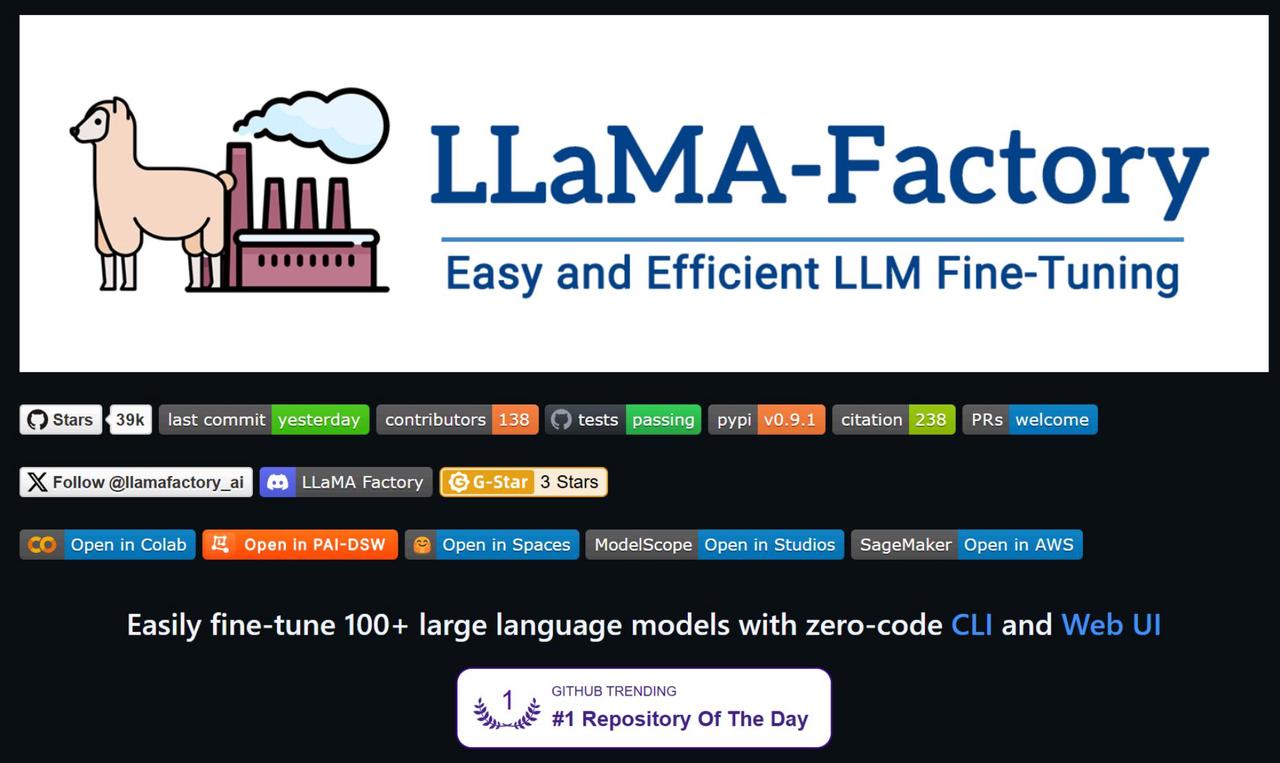 LLaMA-Factory
Easy and Efficient LLM Fine-Tuning
Stars 39k last commit yesterday contributors 138 tests passing pypi v0.9.1 citation 238 PRs welcome
Follow @llamafactory_ai LLaMA Factory G G-Star 3 Stars
Open in Colab Open in PAI-DSW Open in Spaces ModelScope Open in Studios SageMaker Open in AWS
Easily fine-tune 100+ large language models with zero-code CLI and Web UI
1
GITHUB TRENDING
#1 Repository Of The Day